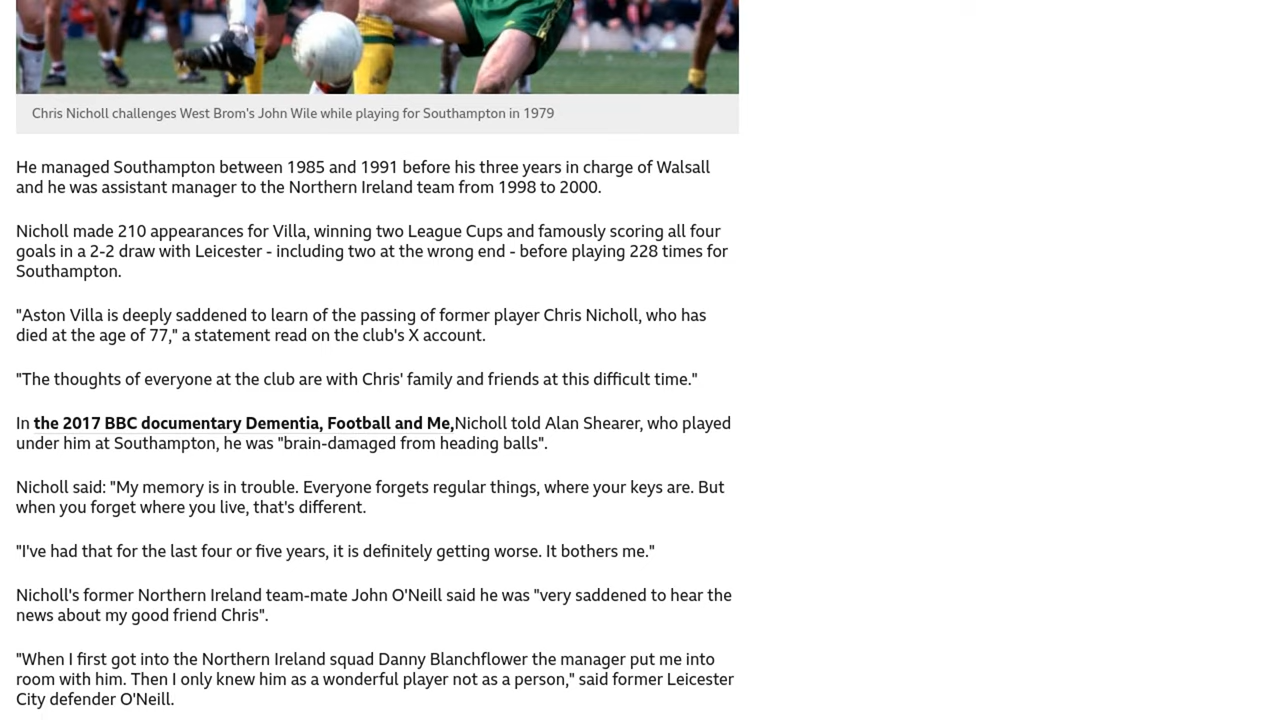 Chris Nicholl challenges West Brom's John Wile while playing for Southampton in 1979
He managed Southampton between 1985 and 1991 before his three years in charge of Walsall
and he was assistant manager to the Northern Ireland team from 1998 to 2000.
Nicholl made 210 appearances for Villa, winning two League Cups and famously scoring all four
goals in a 2-2 draw with Leicester - including two at the wrong end - before playing 228 times for
Southampton.
"Aston Villa is deeply saddened to learn of the passing of former player Chris Nicholl, who has
died at the age of 77," a statement read on the club's X account.
"The thoughts of everyone at the club are with Chris' family and friends at this difficult time."
In the 2017 BBC documentary Dementia, Football and Me,Nicholl told Alan Shearer, who played
under him at Southampton, he was "brain-damaged from heading balls".
Nicholl said: "My memory is in trouble. Everyone forgets regular things, where your keys are. But
when you forget where you live, that's different.
"I've had that for the last four or five years, it is definitely getting worse. It bothers me."
Nicholl's former Northern Ireland team-mate John O'Neill said he was "very saddened to hear the
news about my good friend Chris".
"When I first got into the Northern Ireland squad Danny Blanchflower the manager put me into
room with him. Then I only knew him as a wonderful player not as a person," said former Leicester
City defender O'Neill.